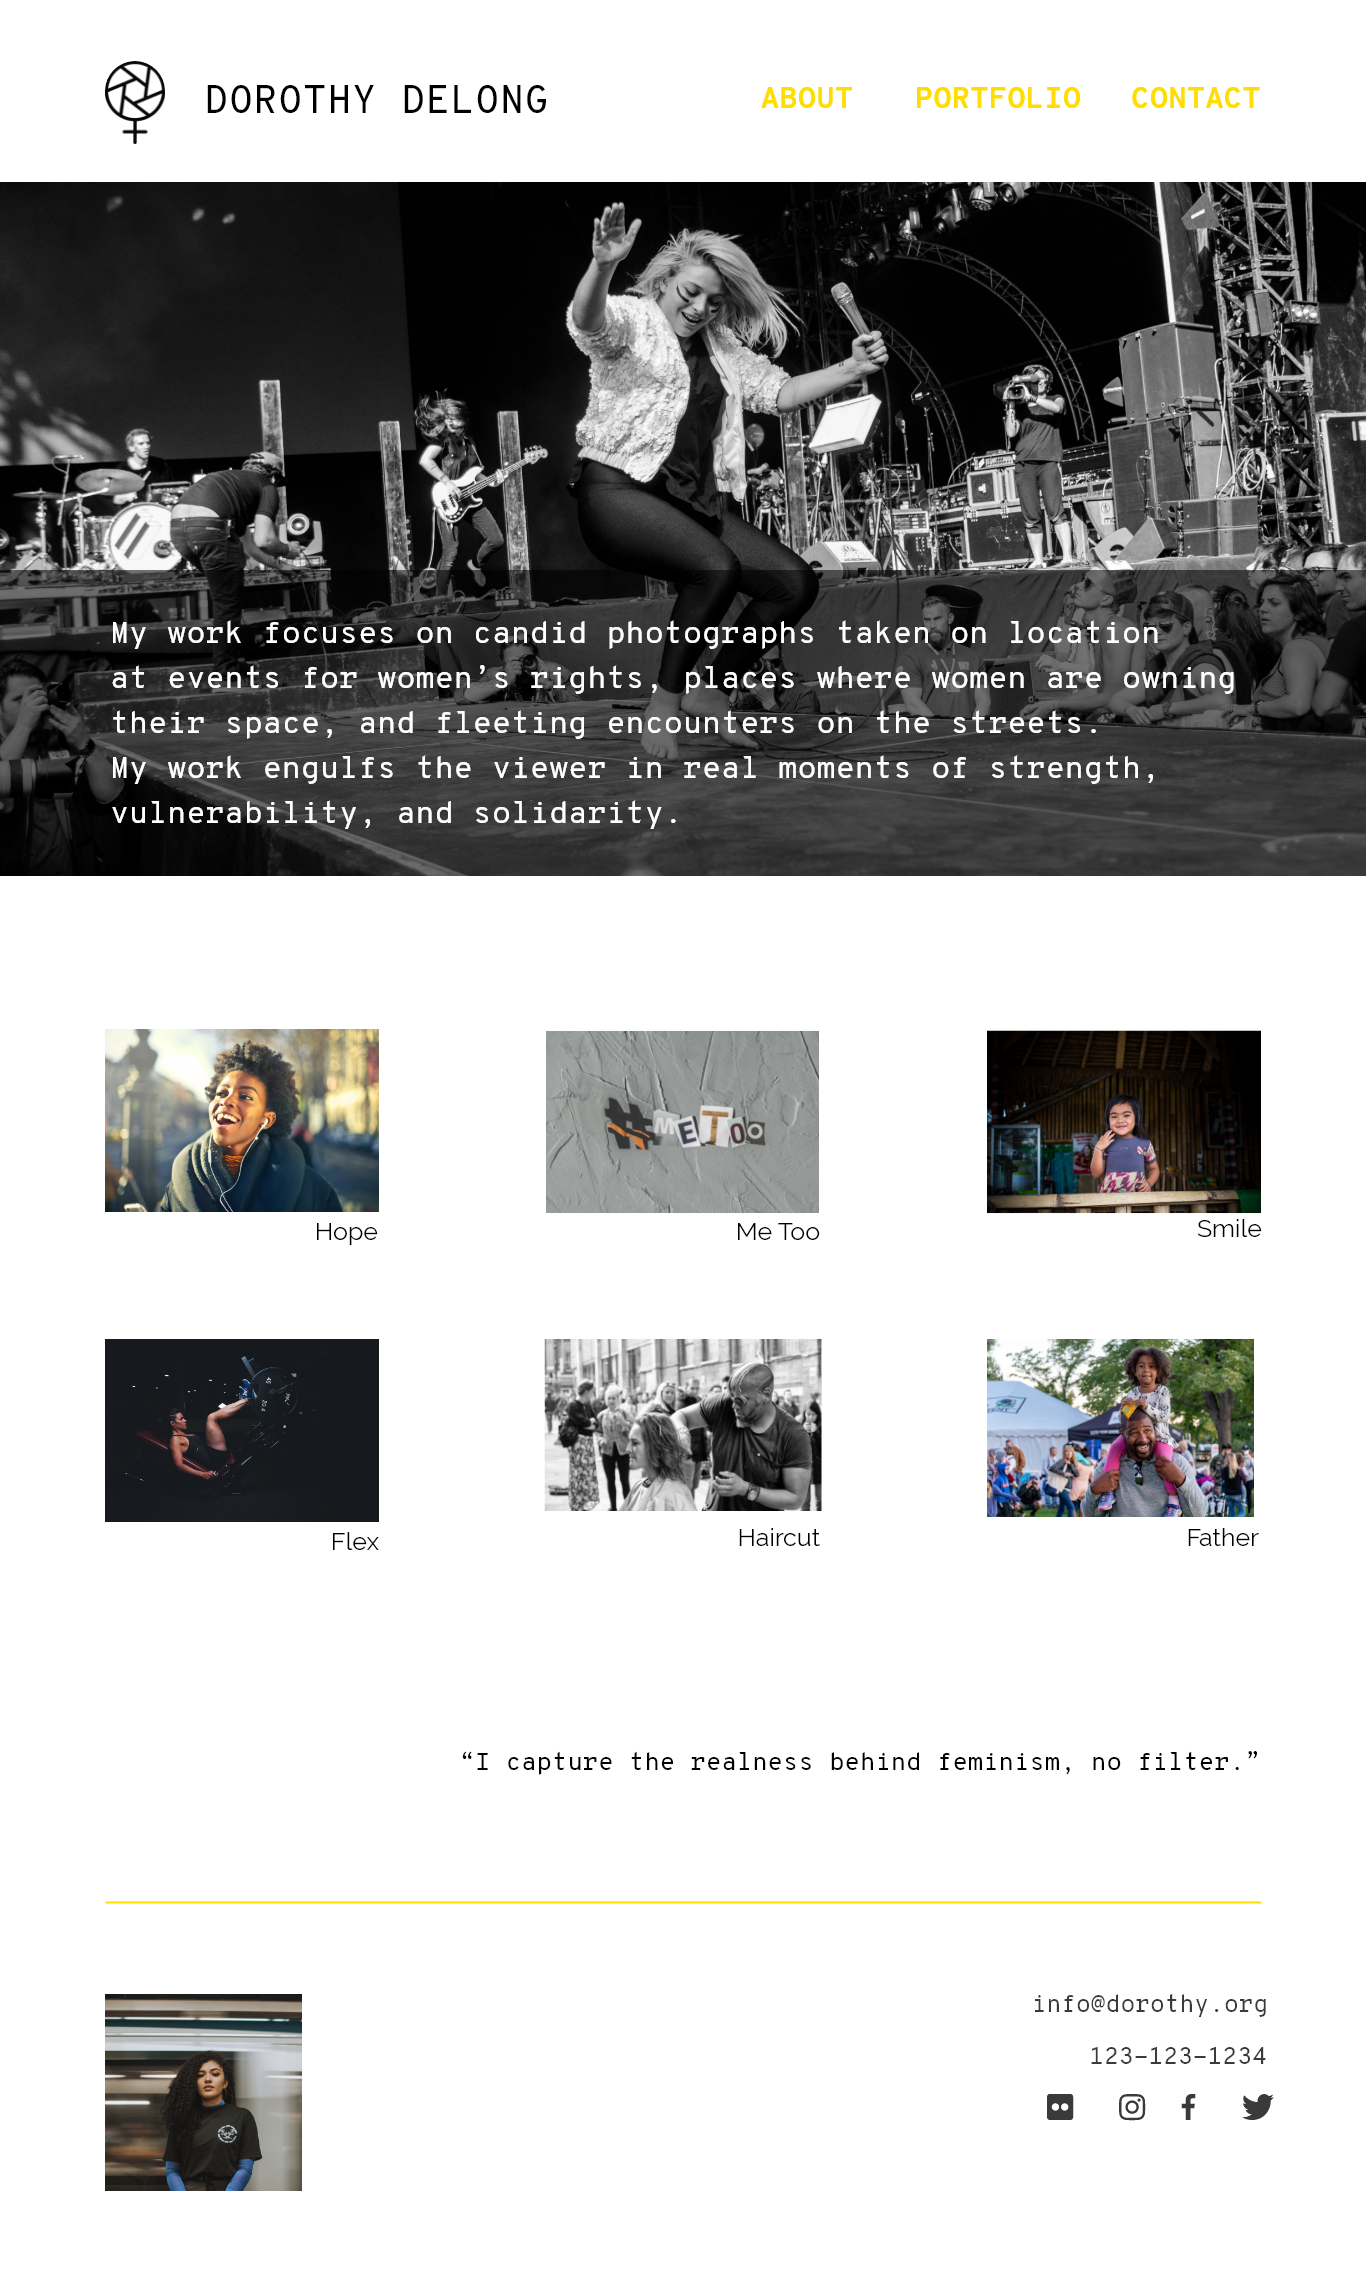 DOROTHY DELONG
ABOUT PORTFOLIO CONTACT
My work focuses on candid photographs taken on location
at events for women’s rights, places where women are owning
their space, and fleeting encounters on the streets.
My work engulfs the viewer in real moments of strength,
vulnerability, and solidarity.
#METOO
Hope
Me Too
Smile
Flex
Haircut
Father
“I capture the realness behind feminism, no filter.”
info@dorothy.org
123-123-1234